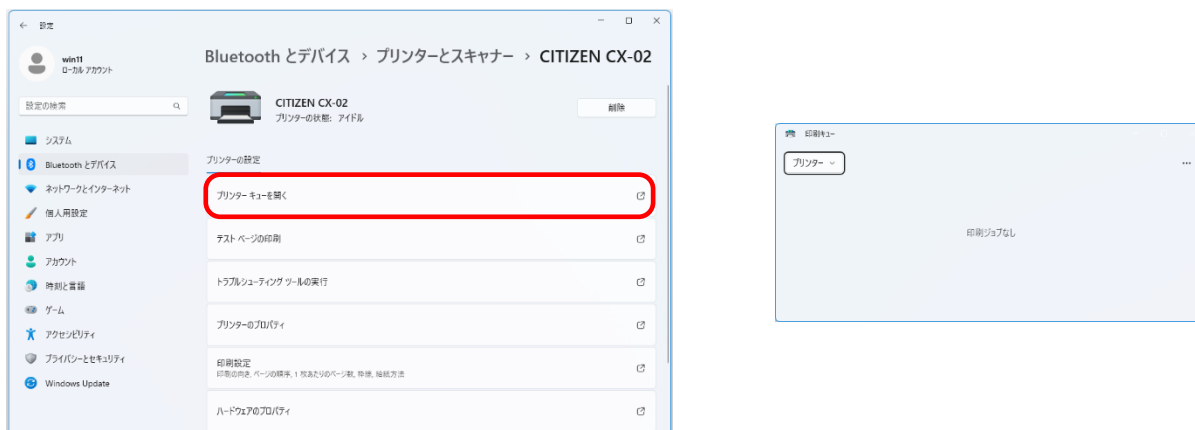 設定
win11
ローカル アカウント
設定の検索
システム
Bluetooth とデバイス
ネットワークとインターネット
個人用設定
アプリ
アカウント
時刻と言語
ゲーム
アクセシビリティ
プライバシーとセキュリティ
Windows Update
Bluetooth とデバイス › プリンターとスキャナー › CITIZEN CX-02
CITIZEN CX-02
プリンターの状態: アイドル
削除
プリンターの設定
プリンター キューを開く
テスト ページの印刷
トラブルシューティング ツールの実行
プリンターのプロパティ
印刷設定
印刷の向き, ページの順序, 1 枚あたりのページ数, 枠線, 給紙方法
ハードウェアのプロパティ
印刷キュー
プリンター
印刷ジョブなし